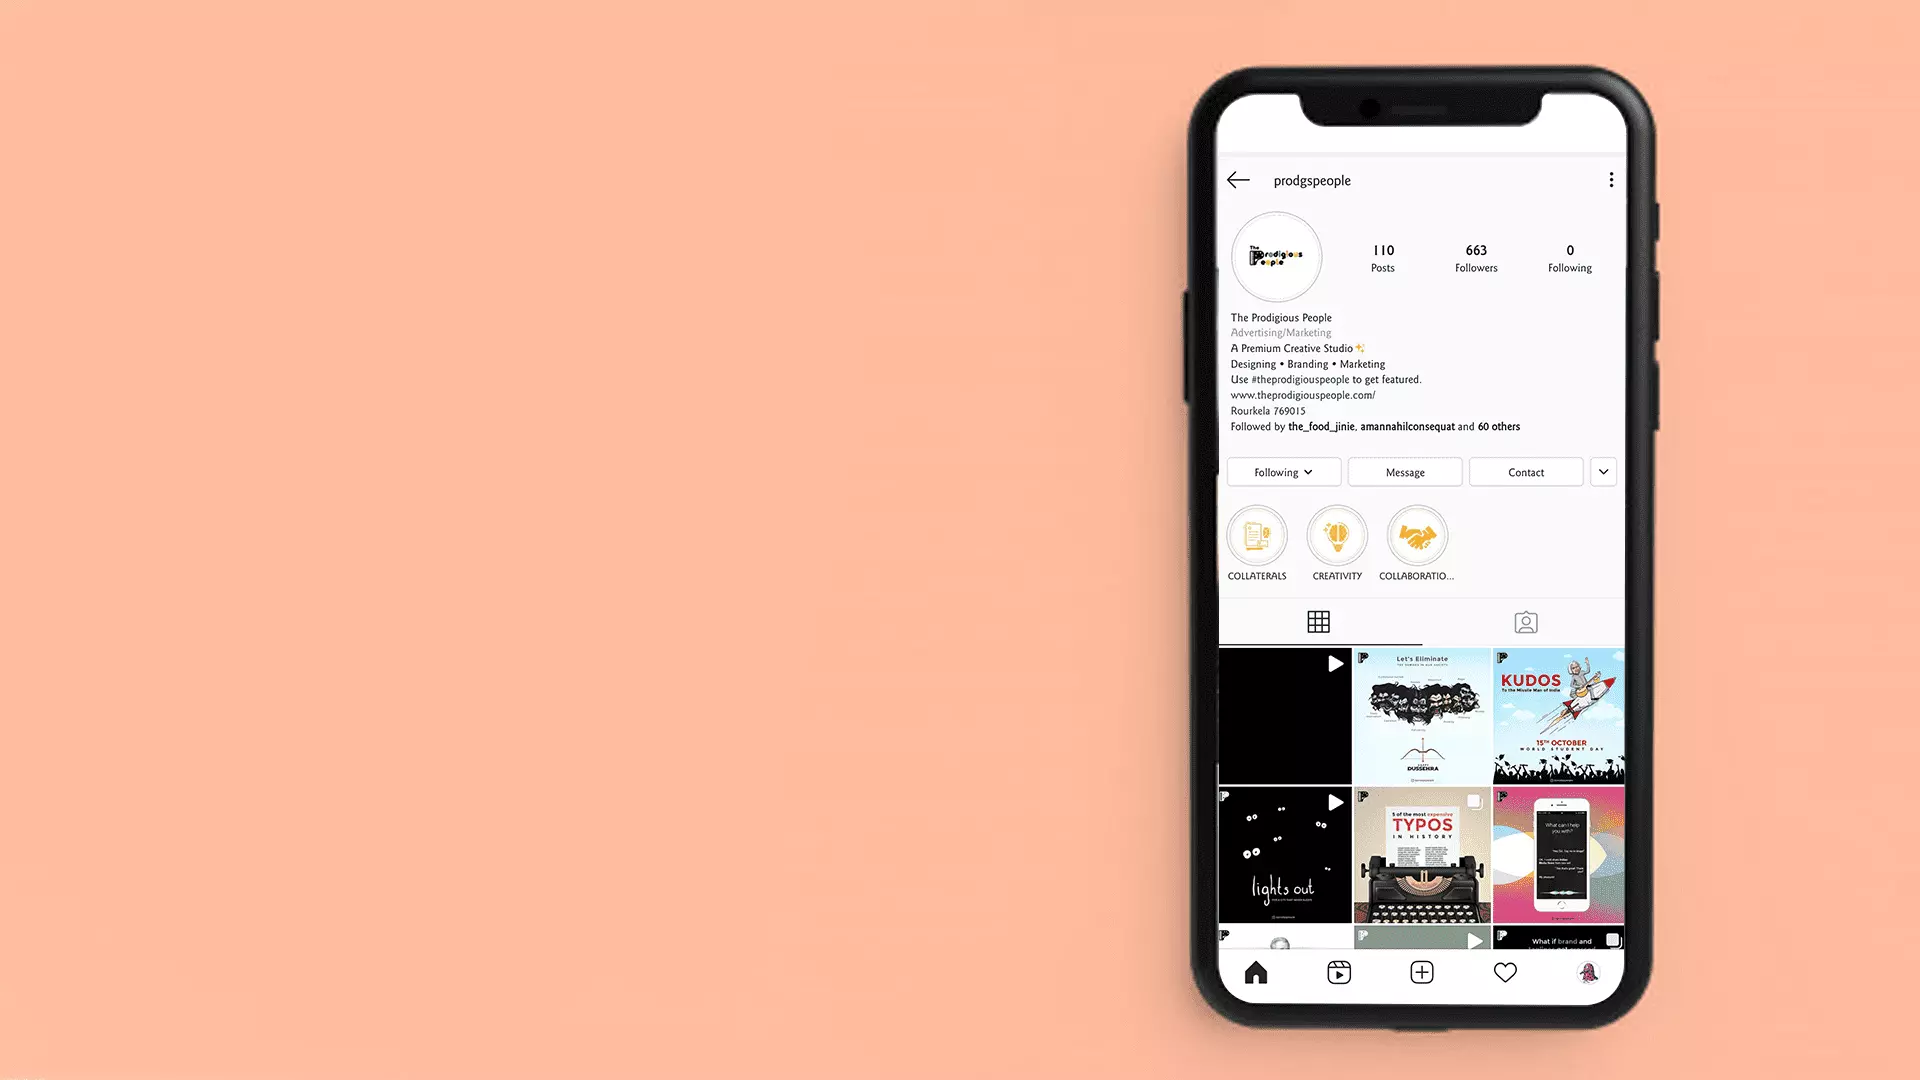 prodgspeople
The Prodigious
People
110
Posts
663
Followers
0
Following
The Prodigious People
Advertising/Marketing
A Premium Creative Studio
Designing • Branding • Marketing
Use #theprodigiouspeople to get featured.
www.theprodigiouspeople.com/
Rourkela 769015
Followed by the_food_jinie, amannahilconsequat and 60 others
Following
Message
Contact
COLLATERALS
CREATIVITY
COLLABORATIO...
Let's Eliminate
DUSSEHRA
KUDOS
To the Missile Man of India
15TH OCTOBER
WORLD STUDENT DAY
lights out
5 of the most expensive
TYPOS
IN HISTORY
What can I help
you with?
What if brand and